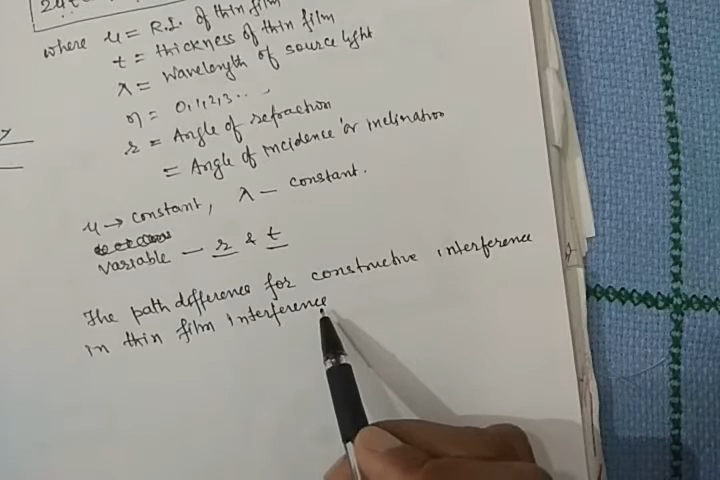 2μt
where μ = R.I. of thin film
t = thickness of thin film
λ = Wavelength of source light
η = 0,1,2,3...
r = Angle of refraction
= Angle of incidence or inclination
μ → constant, λ — constant.
variable — r & t
The path difference for constructive interference
in thin film interference